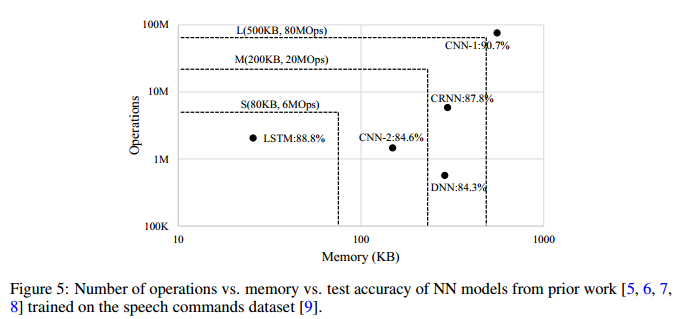 100M
L(500KB, 80MOps)
CNN-1:90.7%
M(200KB, 20MOps)
10M
CRNN:87.8%
S(80KB, 6MOps)
Operations
LSTM:88.8%
CNN-2:84.6%
1M
DNN:84.3%
100K
10
100
1000
Memory (KB)
Figure 5: Number of operations vs. memory vs. test accuracy of NN models from prior work [5, 6, 7,
8] trained on the speech commands dataset [9].